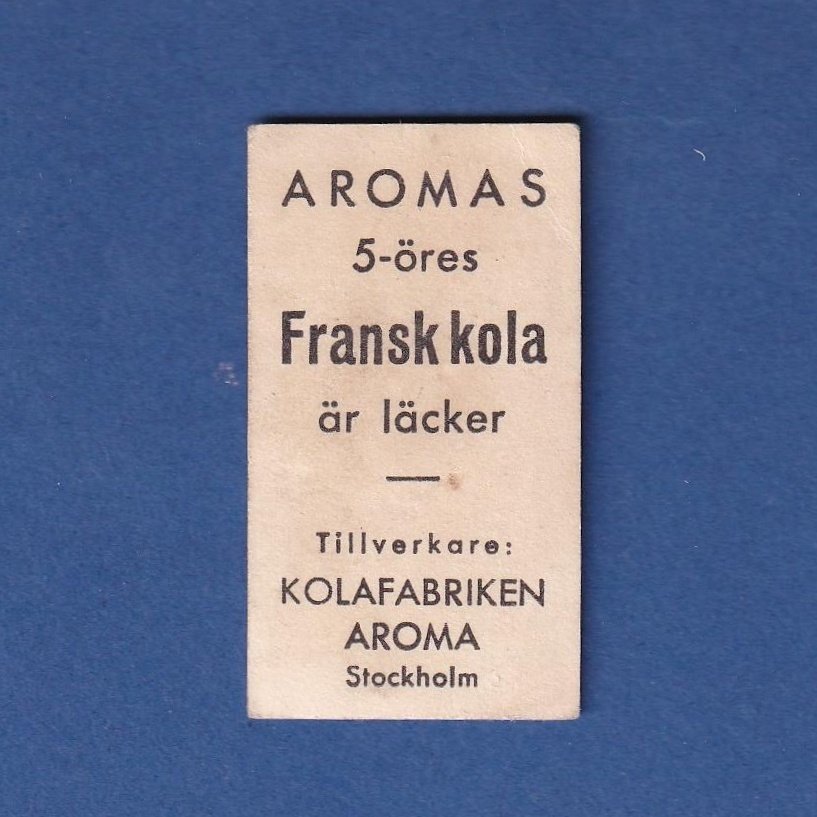 AROMAS
5-öres
Fransk kola
är läcker
Tillverkare:
KOLAFABRIKEN
AROMA
Stockholm